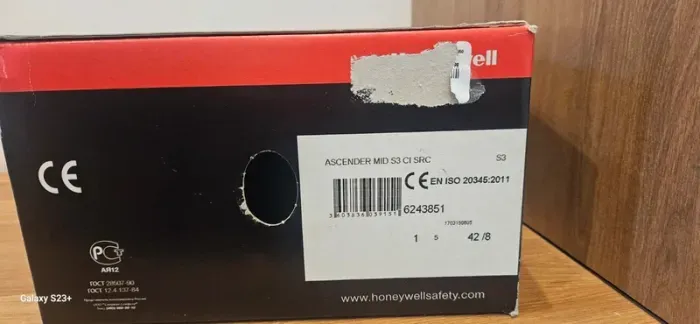 ell
ASCENDER MID S3 CI SRC S3
CE EN ISO 20345:2011
6243851
1 5 42 /8
CE
AR12
ГОСТ 28507-90
ГОСТ 12.4.137-84
www.honeywellsafety.com
Galaxy S23+